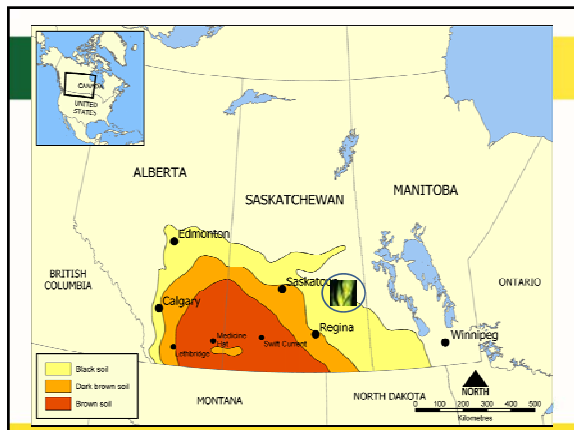 CANADA
UNITED
STATES
ALBERTA
SASKATCHEWAN
MANITOBA
Edmonton
BRITISH
COLUMBIA
Saskatoo
ONTARIO
Calgary
Regina
Medicine
Hat
Swift Current
Winnipeg
Lethbridge
Black soil
Dark brown soil
Brown soil
MONTANA
NORTH DAKOTA
NORTH
0 100 200 300 400 500
Kilometres